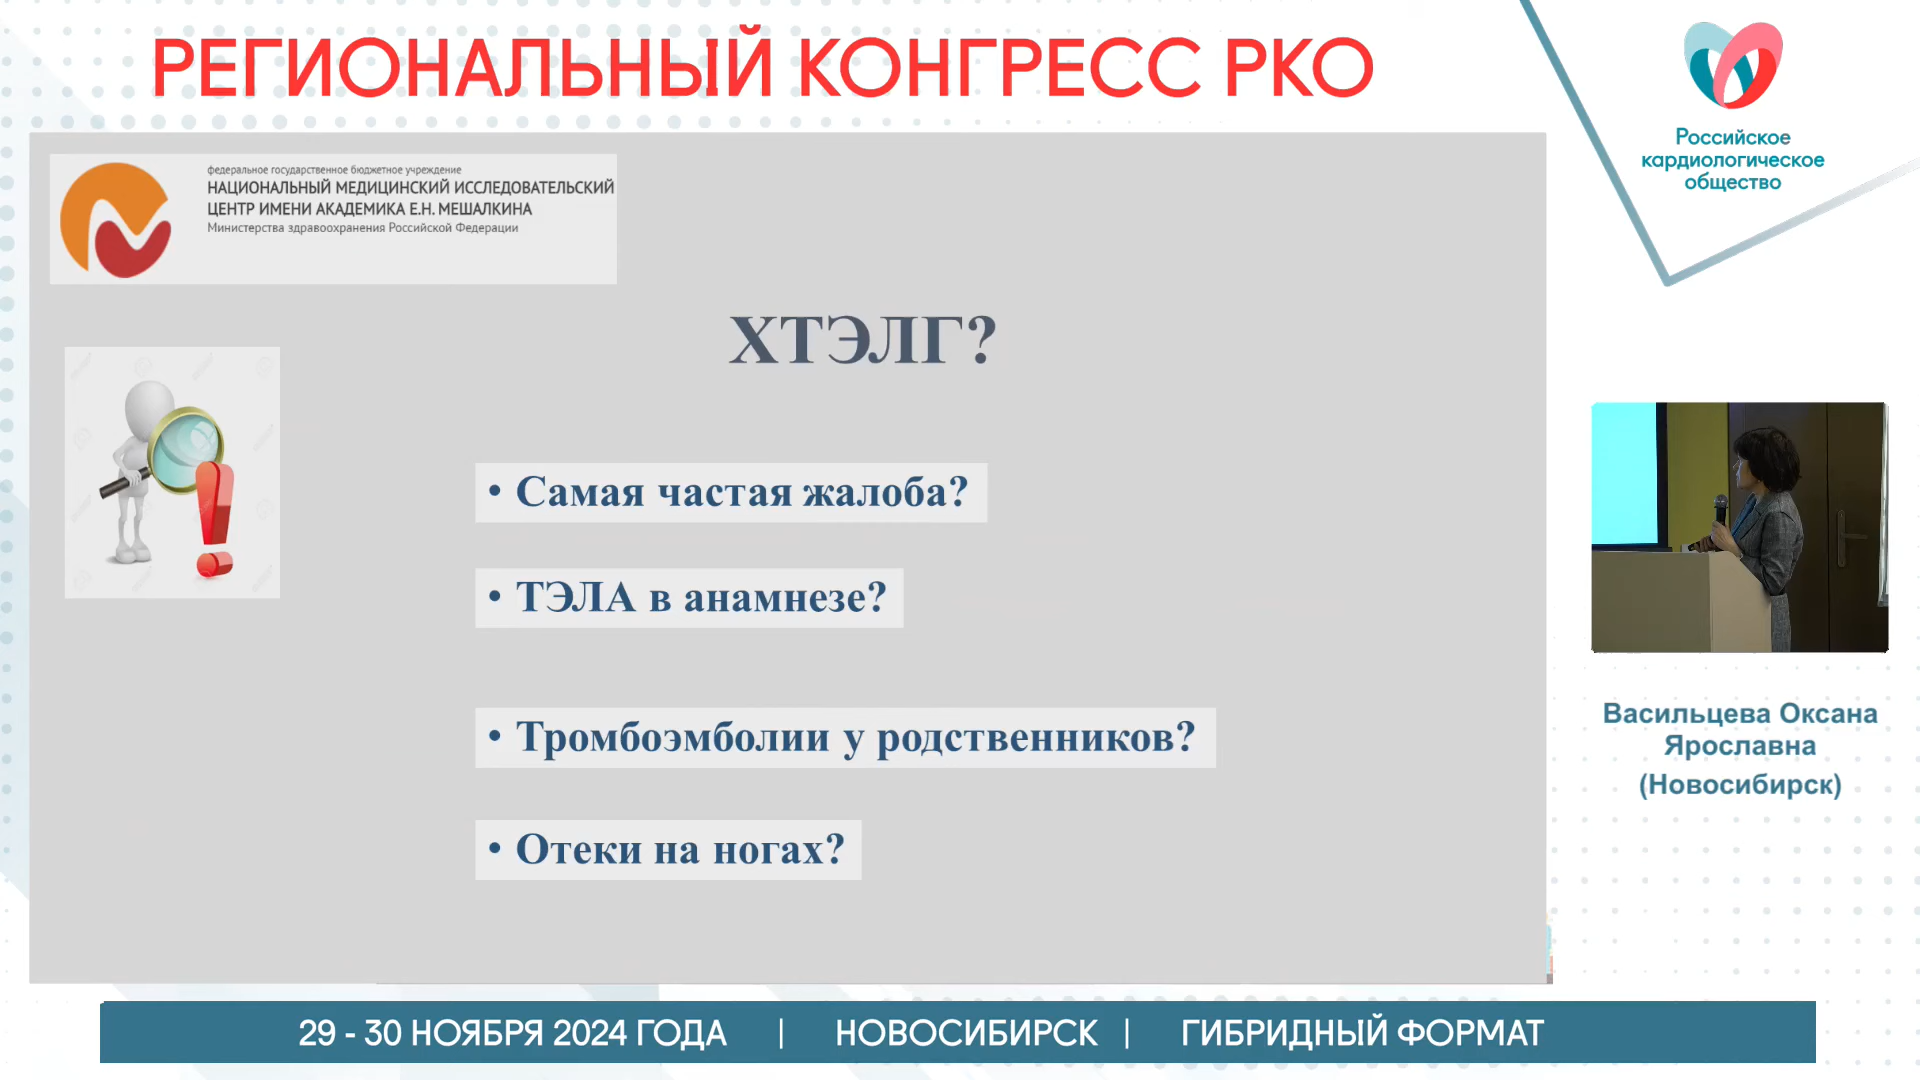 РЕГИОНАЛЬНЫЙ КОНГРЕСС РКО
Российское
кардиологическое
общество
федеральное государственное бюджетное учреждение
НАЦИОНАЛЬНЫЙ МЕДИЦИНСКИЙ ИССЛЕДОВАТЕЛЬСКИЙ
ЦЕНТР ИМЕНИ АКАДЕМИКА Е.Н. МЕШАЛКИНА
Министерства здравоохранения Российской Федерации
ХТЭЛГ?
• Самая частая жалоба?
• ТЭЛА в анамнезе?
• Тромбоэмболии у родственников?
• Отеки на ногах?
Васильцева Оксана
Ярославна
(Новосибирск)
29 - 30 НОЯБРЯ 2024 ГОДА | НОВОСИБИРСК | ГИБРИДНЫЙ ФОРМАТ